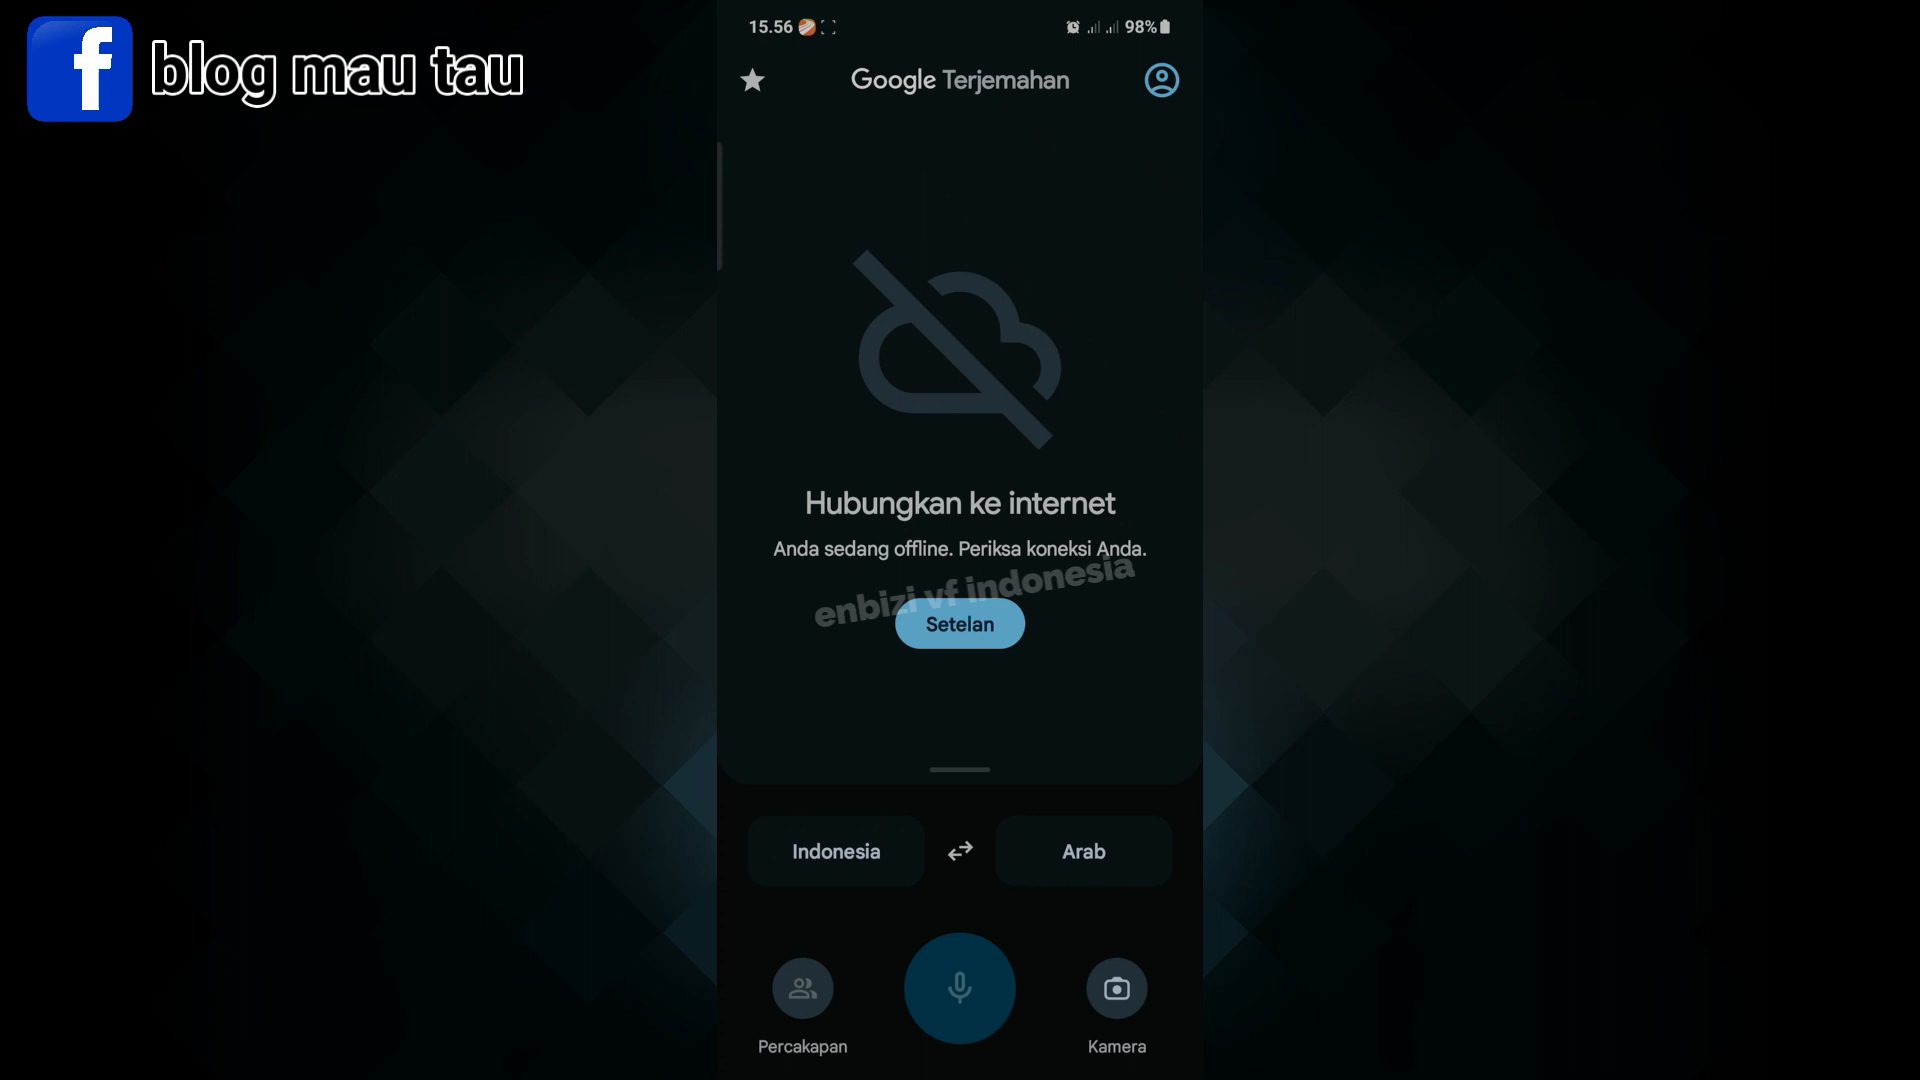 blog mau tau
15.56
98%
Google Terjemahan
Hubungkan ke internet
Anda sedang offline. Periksa koneksi Anda.
enbizi vf indonesia
Setelan
Indonesia
Arab
Percakapan
Kamera